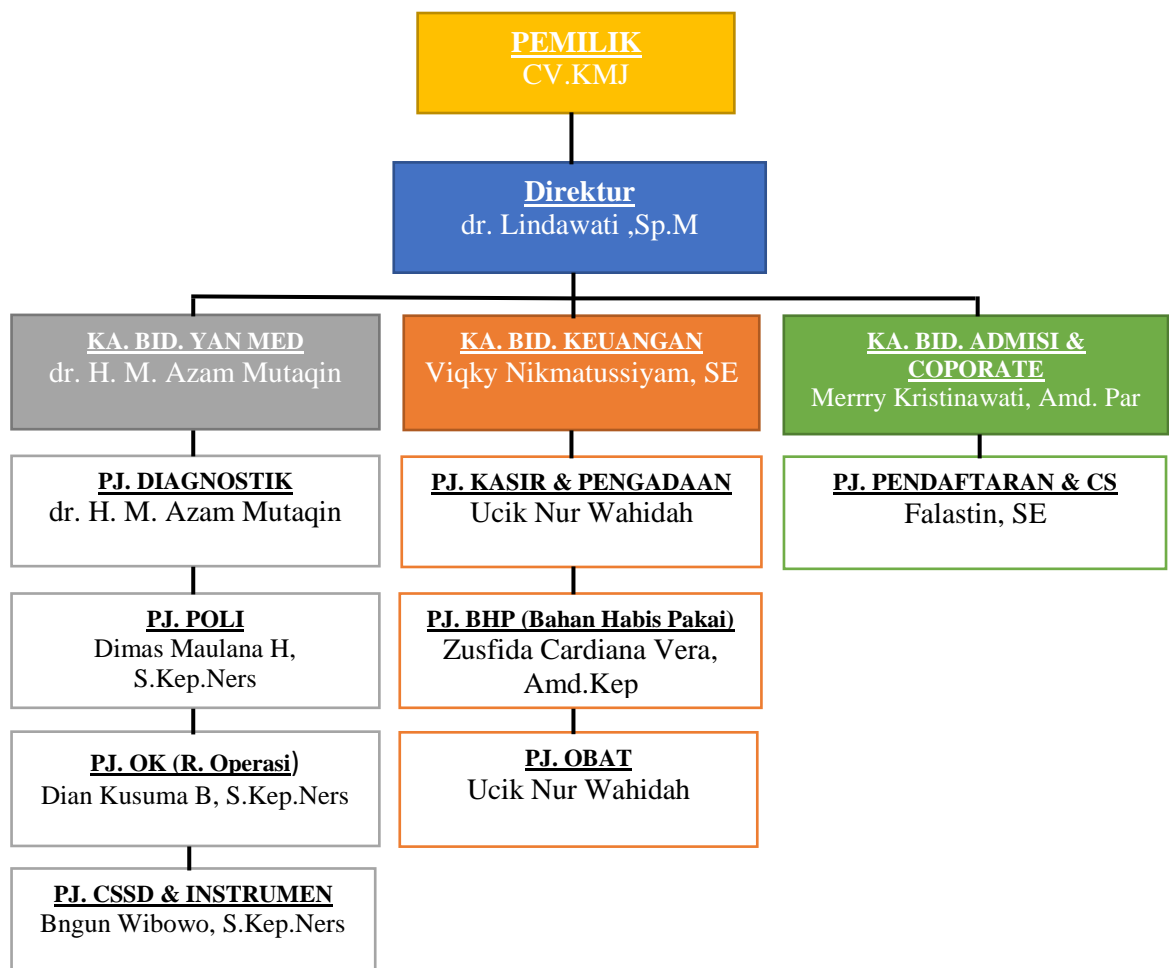 PEMILIK
CV.KMJ
Direktur
dr. Lindawati ,Sp.M
KA. BID. YAN MED
dr. H. M. Azam Mutaqin
KA. BID. KEUANGAN
Viqky Nikmatussiyam, SE
KA. BID. ADMISI &
COPORATE
Merrry Kristinawati, Amd. Par
PJ. DIAGNOSTIK
dr. H. M. Azam Mutaqin
PJ. KASIR & PENGADAAN
Ucik Nur Wahidah
PJ. PENDAFTARAN & CS
Falastin, SE
PJ. POLI
Dimas Maulana H,
S.Kep.Ners
PJ. BHP (Bahan Habis Pakai)
Zusfida Cardiana Vera,
Amd.Kep
PJ. OK (R. Operasi)
Dian Kusuma B, S.Kep.Ners
PJ. OBAT
Ucik Nur Wahidah
PJ. CSSD & INSTRUMEN
Bngun Wibowo, S.Kep.Ners